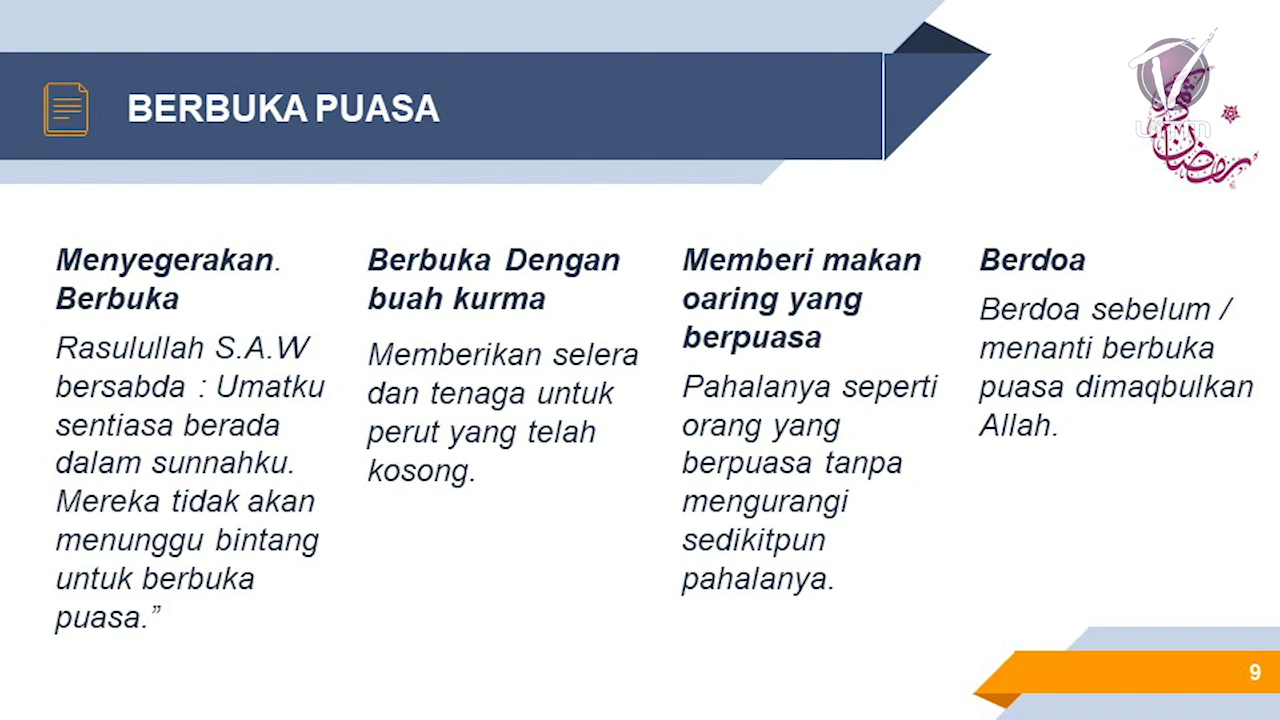 BERBUKA PUASA
Menyegerakan.
Berbuka
Rasulullah S.A.W
bersabda : Umatku
sentiasa berada
dalam sunnahku.
Mereka tidak akan
menunggu bintang
untuk berbuka
puasa.”
Berbuka Dengan
buah kurma
Memberikan selera
dan tenaga untuk
perut yang telah
kosong.
Memberi makan
oaring yang
berpuasa
Pahalanya seperti
orang yang
berpuasa tanpa
mengurangi
sedikitpun
pahalanya.
Berdoa
Berdoa sebelum /
menanti berbuka
puasa dimaqbulkan
Allah.
9